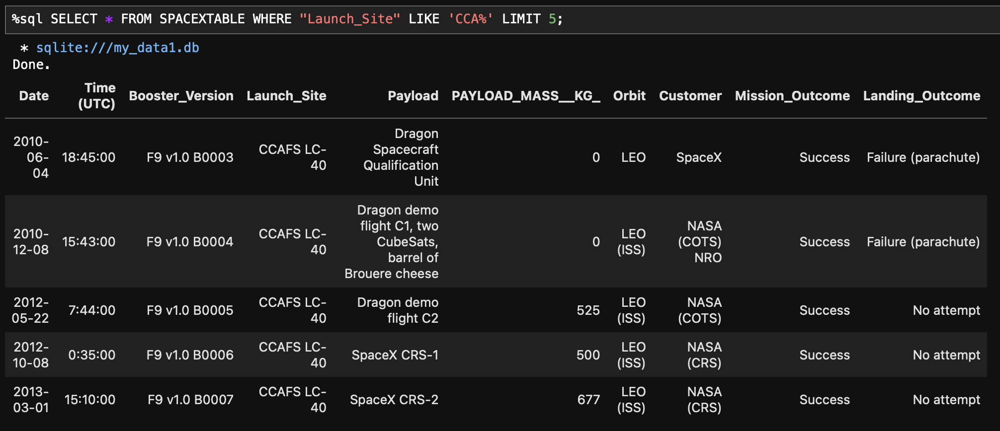 %sql SELECT * FROM SPACEXTABLE WHERE "Launch_Site" LIKE 'CCA%' LIMIT 5;
* sqlite:///my_data1.db
Done.
Date Time (UTC) Booster_Version Launch_Site Payload PAYLOAD_MASS__KG_ Orbit Customer Mission_Outcome Landing_Outcome
2010-06-04 18:45:00 F9 v1.0 B0003 CCAFS LC-40 Dragon Spacecraft Qualification Unit 0 LEO SpaceX Success Failure (parachute)
2010-12-08 15:43:00 F9 v1.0 B0004 CCAFS LC-40 Dragon demo flight C1, two CubeSats, barrel of Brouere cheese 0 LEO (ISS) NASA (COTS) NRO Success Failure (parachute)
2012-05-22 7:44:00 F9 v1.0 B0005 CCAFS LC-40 Dragon demo flight C2 525 LEO (ISS) NASA (COTS) Success No attempt
2012-10-08 0:35:00 F9 v1.0 B0006 CCAFS LC-40 SpaceX CRS-1 500 LEO (ISS) NASA (CRS) Success No attempt
2013-03-01 15:10:00 F9 v1.0 B0007 CCAFS LC-40 SpaceX CRS-2 677 LEO (ISS) NASA (CRS) Success No attempt